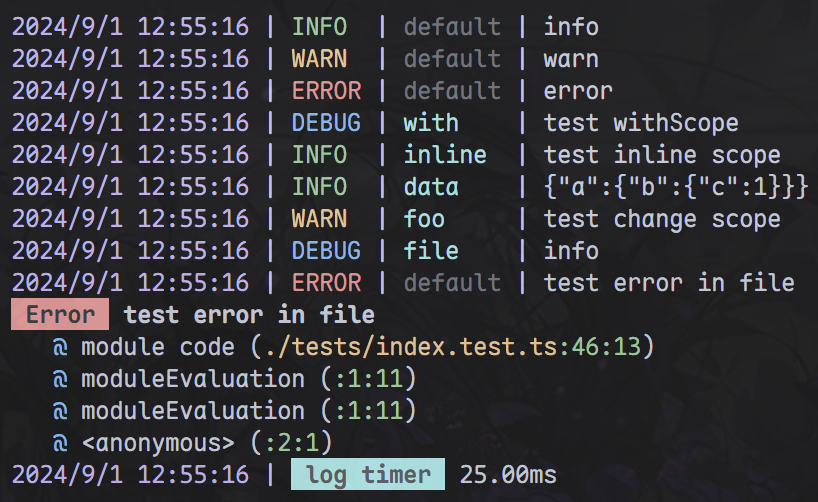 2024/9/1 12:55:16 | INFO  | default | info
2024/9/1 12:55:16 | WARN  | default | warn
2024/9/1 12:55:16 | ERROR | default | error
2024/9/1 12:55:16 | DEBUG | with    | test withScope
2024/9/1 12:55:16 | INFO  | inline  | test inline scope
2024/9/1 12:55:16 | INFO  | data    | {"a":{"b":{"c":1}}}
2024/9/1 12:55:16 | WARN  | foo     | test change scope
2024/9/1 12:55:16 | DEBUG | file    | info
2024/9/1 12:55:16 | ERROR | default | test error in file
 Error  test error in file
   @ module code (./tests/index.test.ts:46:13)
   @ moduleEvaluation (:1:11)
   @ moduleEvaluation (:1:11)
   @ <anonymous> (:2:1)
2024/9/1 12:55:16 |  log timer  25.00ms